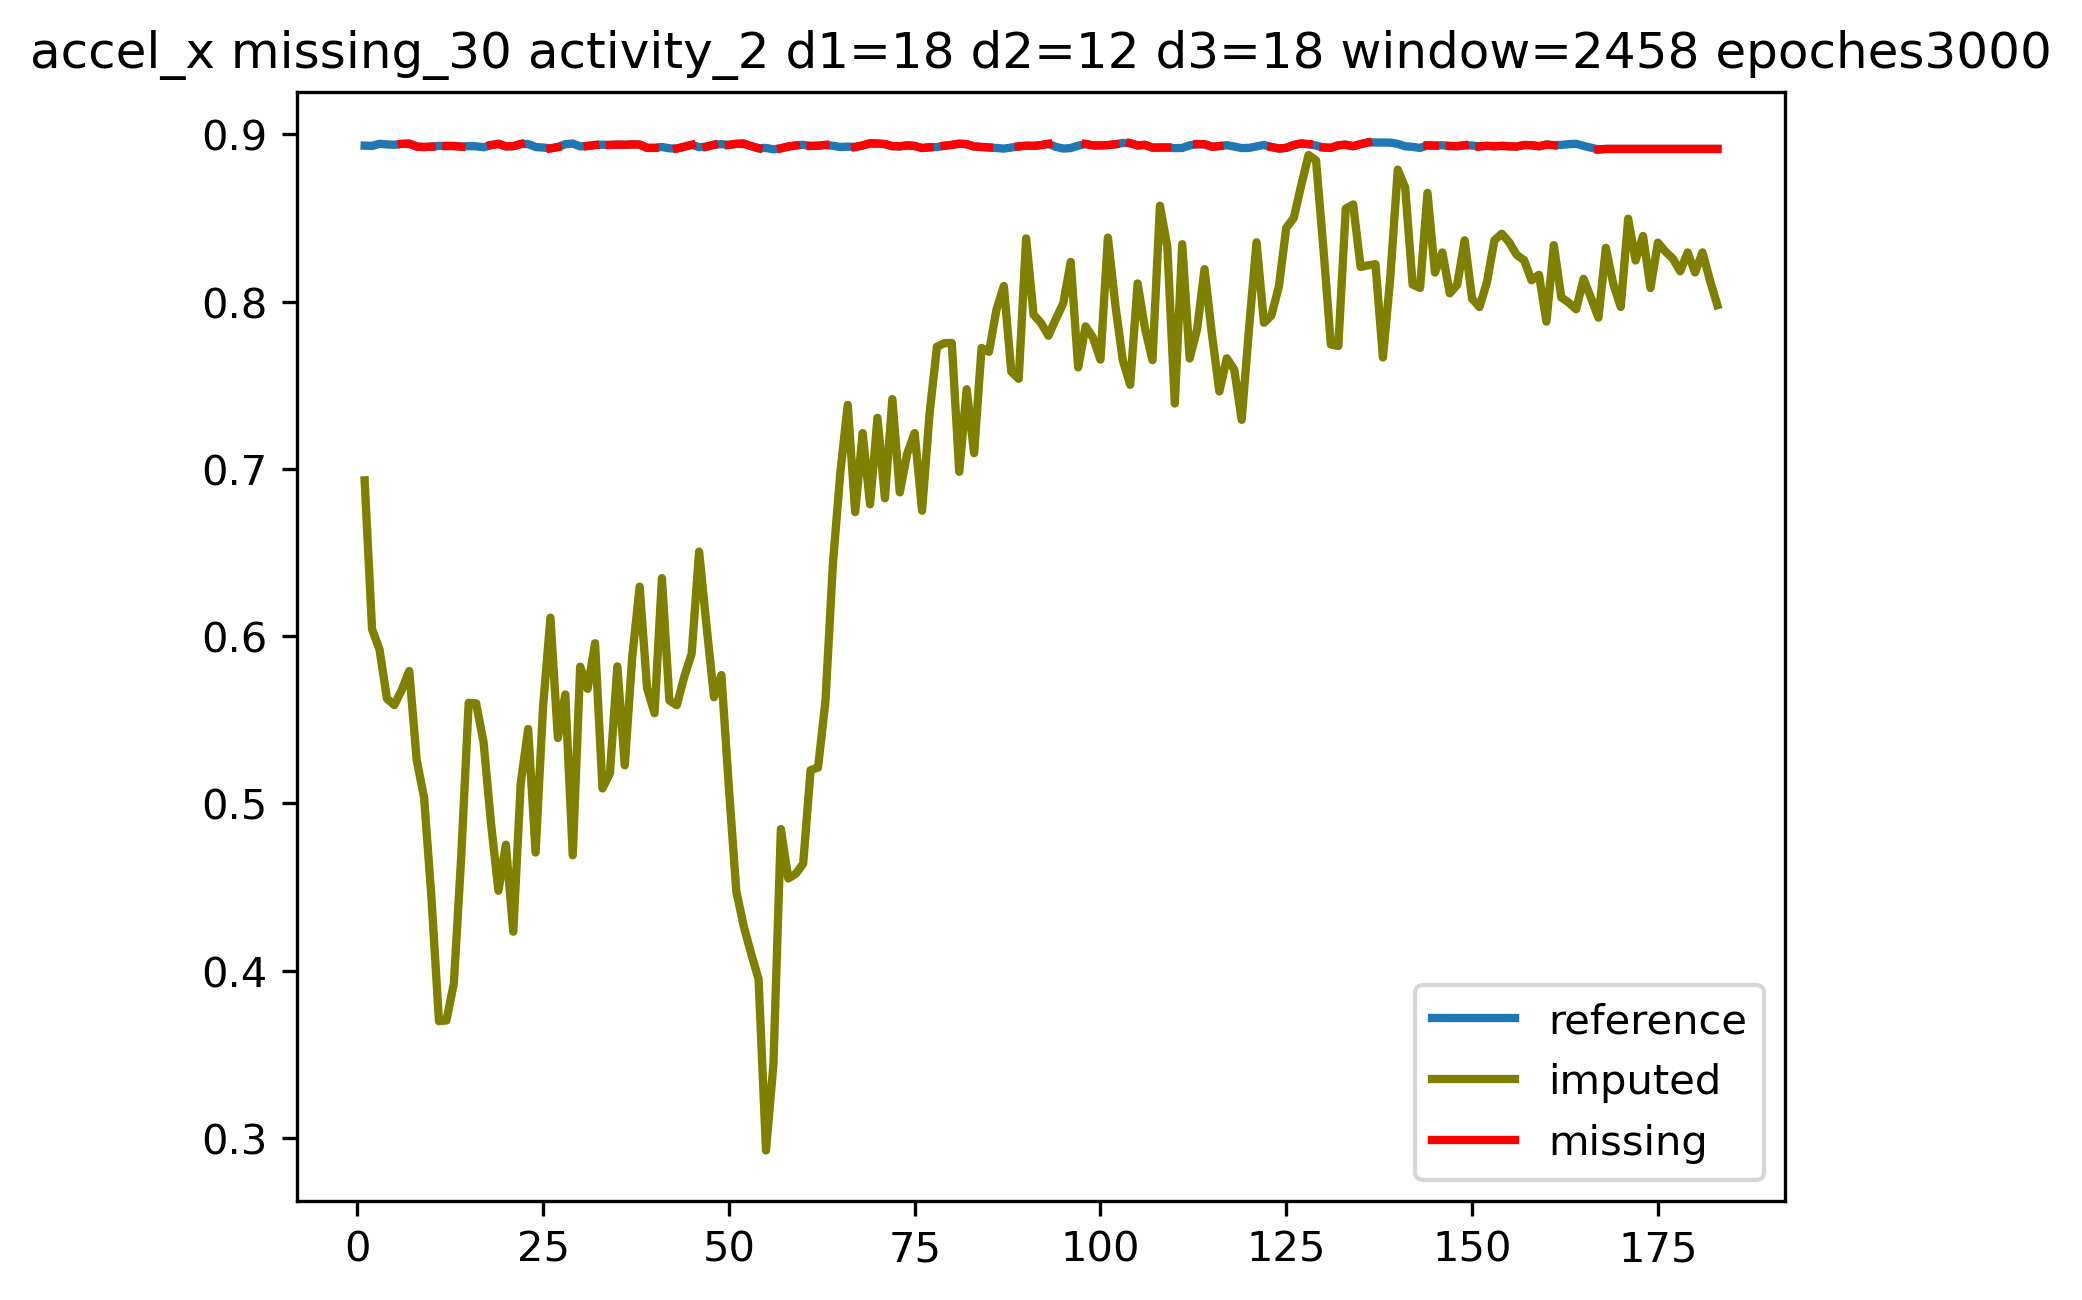 accel_x missing_30 activity_2 d1=18 d2=12 d3=18 window=2458 epoches3000
0.9
0.8
0.7
0.6
0.5
0.4
0.3
reference
imputed
missing
0 25 50 75 100 125 150 175